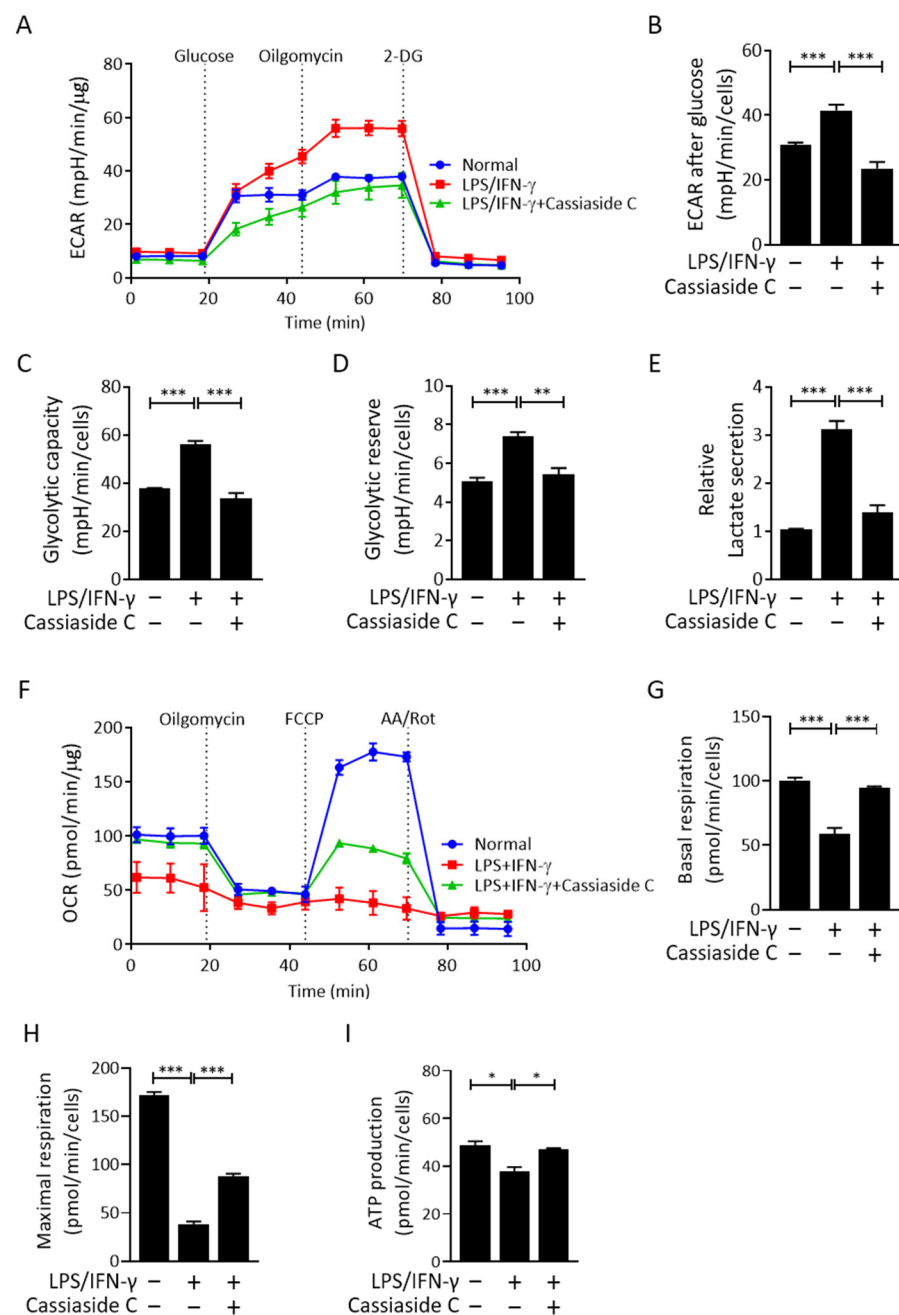 A
Glucose Oilgomycin 2-DG
ECAR (mpH/min/μg)
80
60
40
20
0
Normal
LPS/IFN-γ
LPS/IFN-γ+Cassiaside C
0 20 40 60 80 100
Time (min)
B
ECAR after glucose
(mpH/min/cells)
60
40
20
0
*** ***
LPS/IFN-γ − + +
Cassiaside C − − +
C
Glycolytic capacity
(mpH/min/cells)
80
60
40
20
0
*** ***
LPS/IFN-γ − + +
Cassiaside C − − +
D
Glycolytic reserve
(mpH/min/cells)
10
8
6
4
2
0
*** **
LPS/IFN-γ − + +
Cassiaside C − − +
E
Relative
Lactate secretion
4
3
2
1
0
*** ***
LPS/IFN-γ − + +
Cassiaside C − − +
F
Oilgomycin FCCP AA/Rot
OCR (pmol/min/μg)
200
150
100
50
0
Normal
LPS+IFN-γ
LPS+IFN-γ+Cassiaside C
0 20 40 60 80 100
Time (min)
G
Basal respiration
(pmol/min/cells)
150
100
50
0
*** ***
LPS/IFN-γ − + +
Cassiaside C − − +
H
Maximal respiration
(pmol/min/cells)
200
150
100
50
0
*** ***
LPS/IFN-γ − + +
Cassiaside C − − +
I
ATP production
(pmol/min/cells)
80
60
40
20
0
* *
LPS/IFN-γ − + +
Cassiaside C − − +